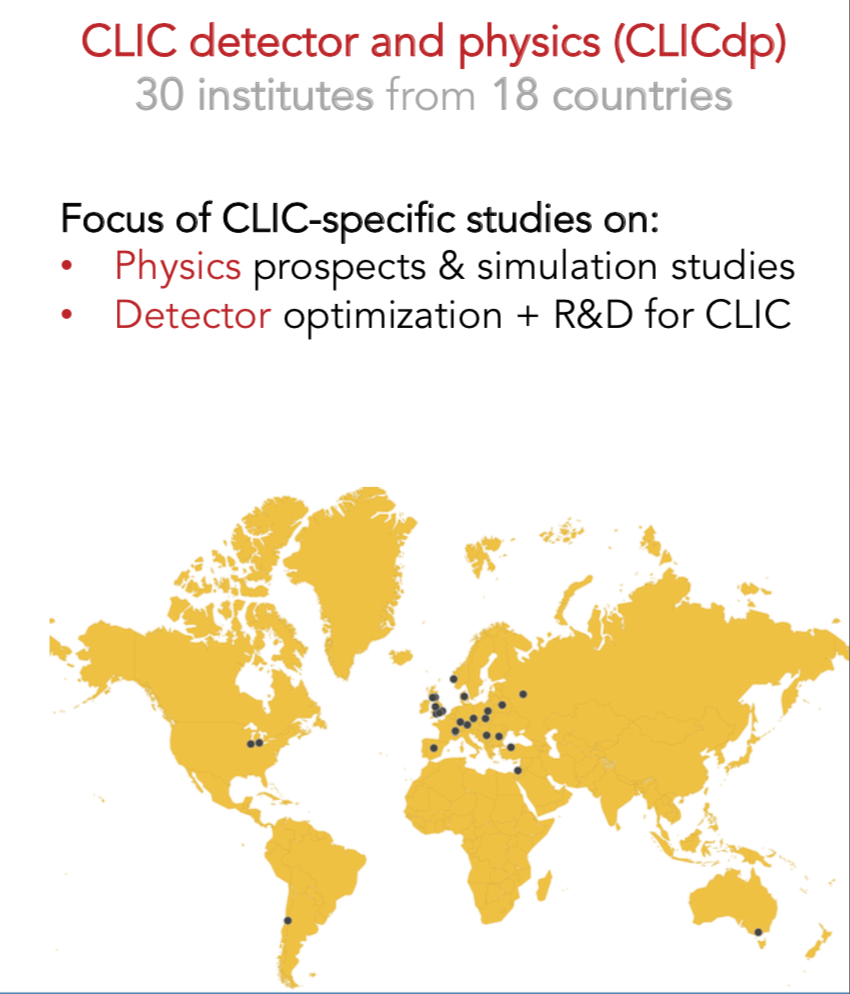 CLIC detector and physics (CLICdp)
30 institutes from 18 countries
Focus of CLIC-specific studies on:
• Physics prospects & simulation studies
• Detector optimization + R&D for CLIC